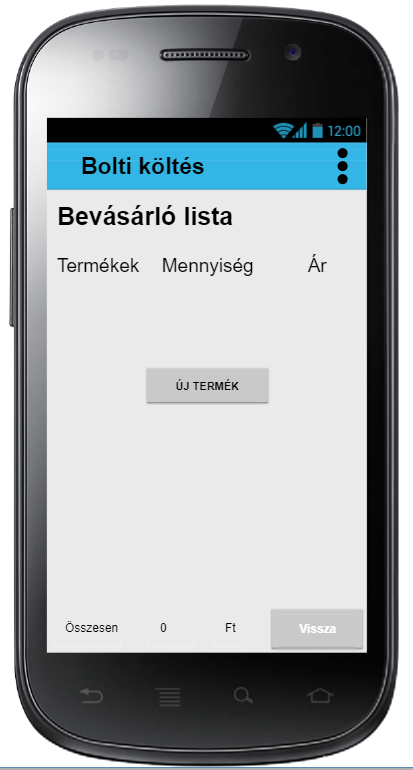 12:00
Bolti költés
Bevásárló lista
Termékek Mennyiség Ár
ÚJ TERMÉK
Összesen 0 Ft Vissza